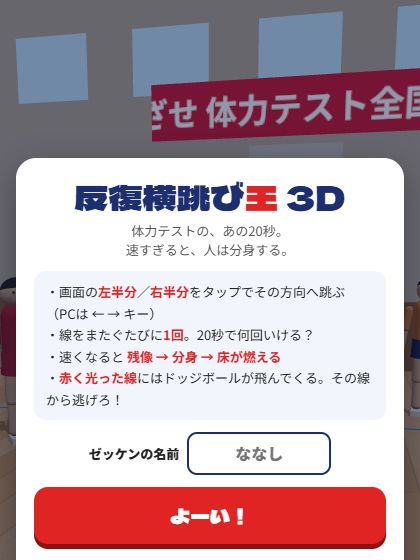 ざせ 体力テスト全国
反復横跳び王 3D
体力テストの、あの20秒。
速すぎると、人は分身する。
・画面の左半分／右半分をタップでその方向へ跳ぶ
（PCは ← → キー）
・線をまたぐたびに1回。20秒で何回いける？
・速くなると 残像 → 分身 → 床が燃える
・赤く光った線にはドッジボールが飛んでくる。その線
から逃げろ！
ゼッケンの名前 ななし
よーい！